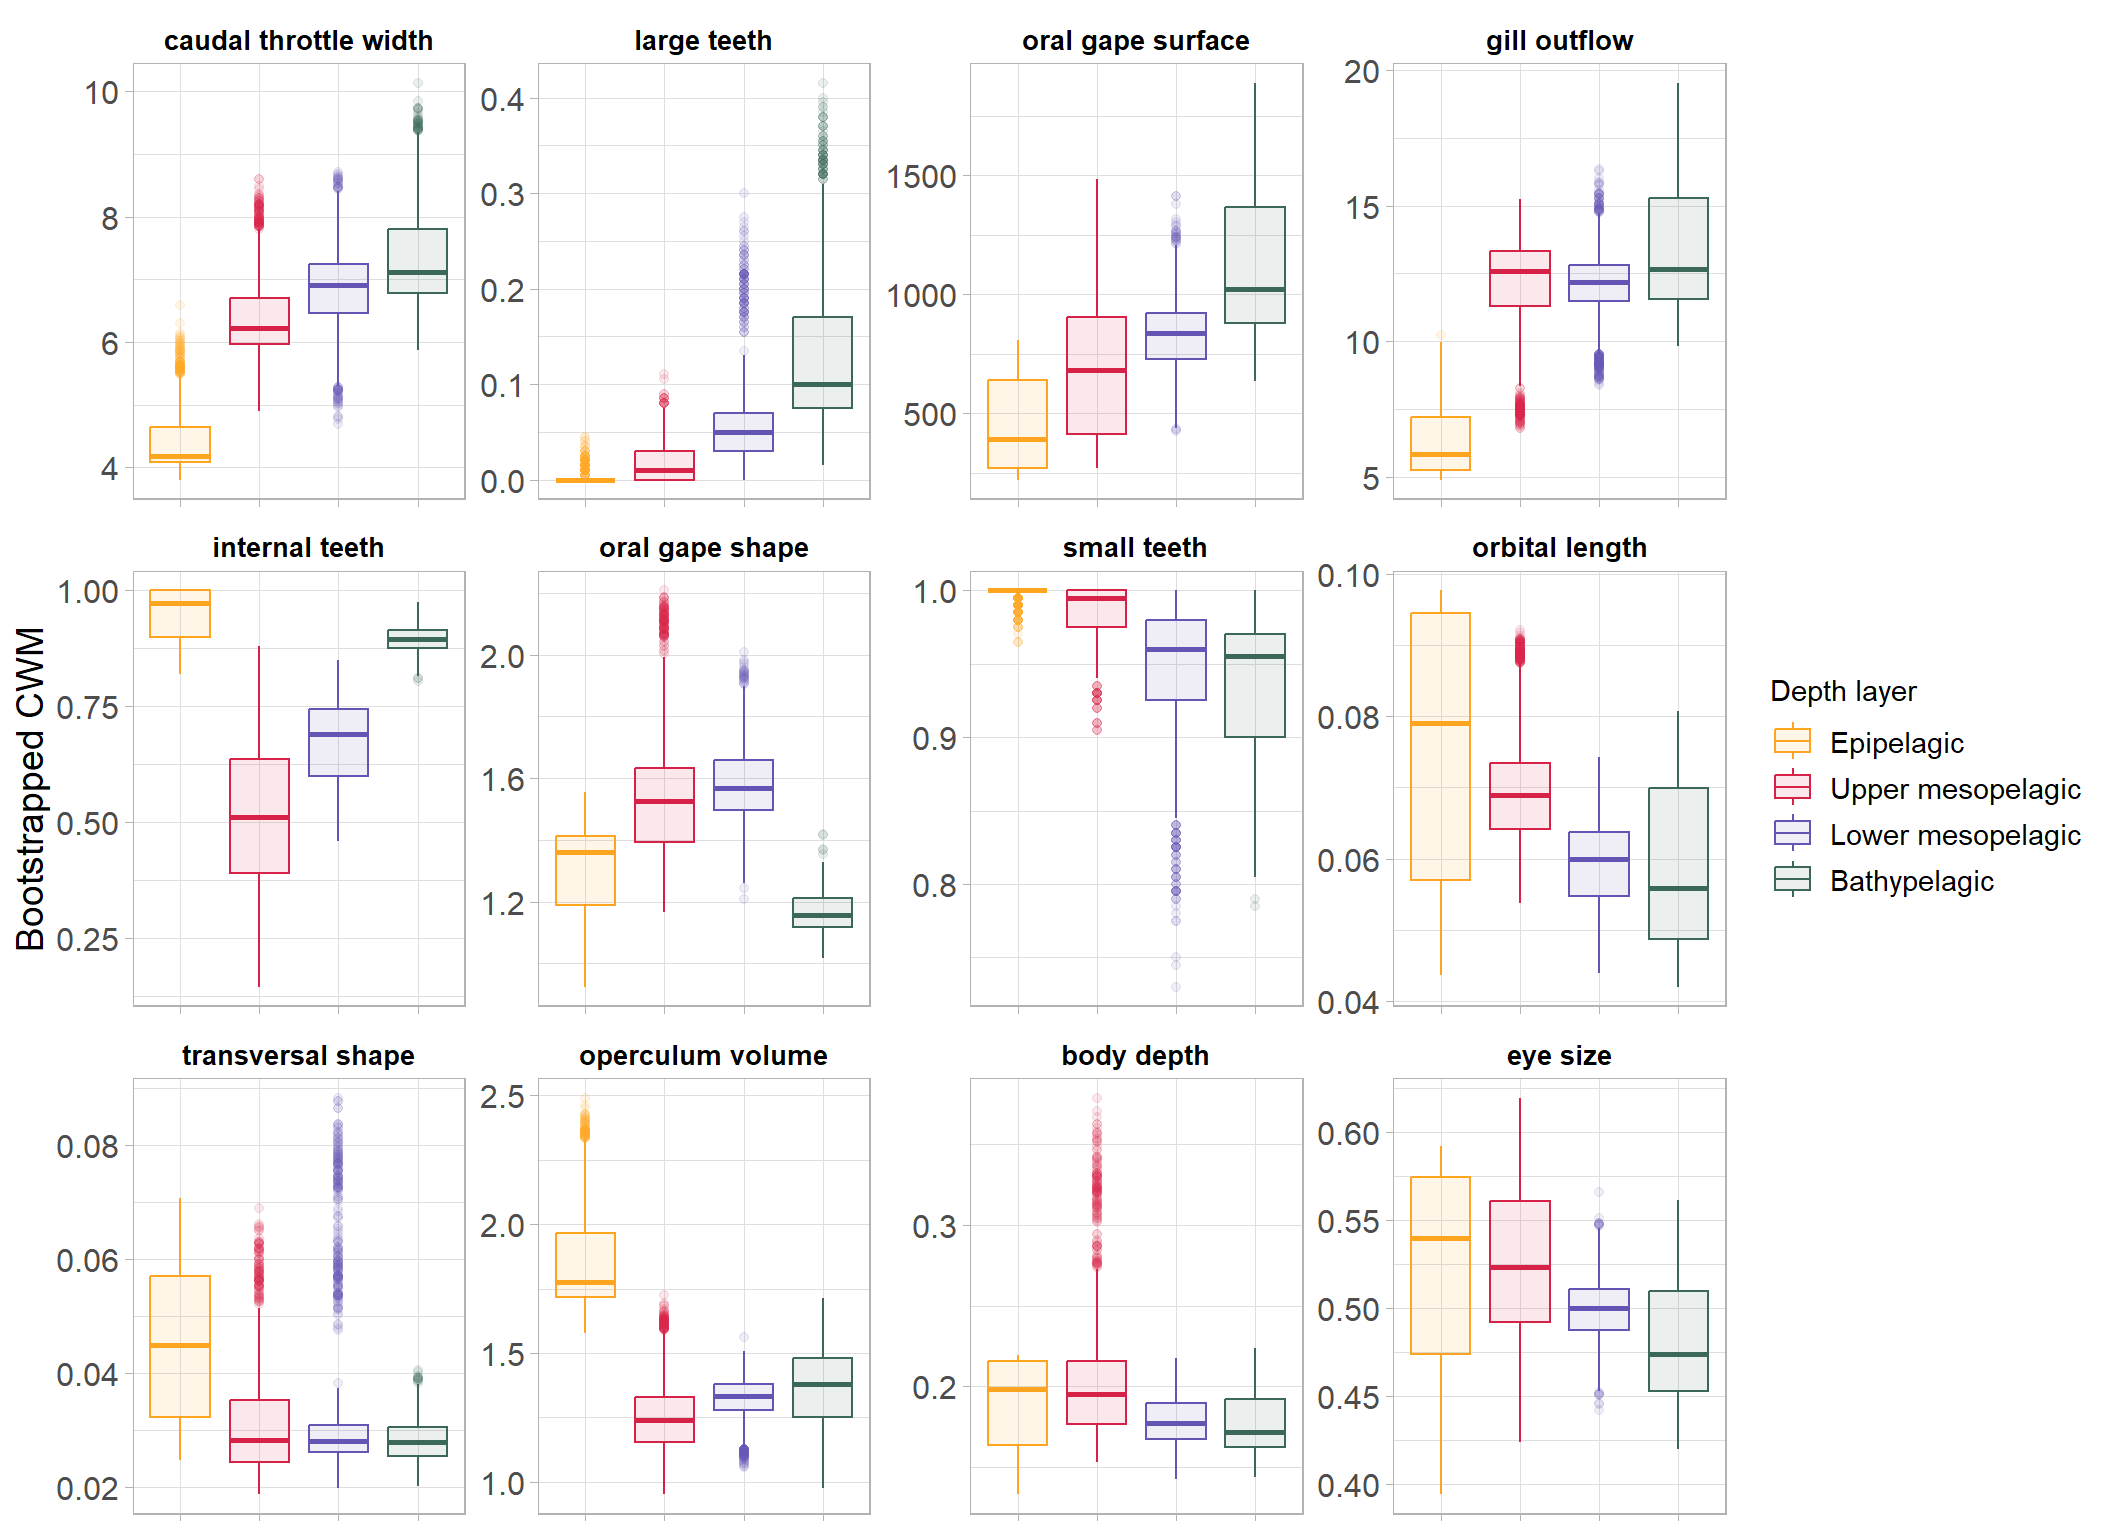 caudal throttle width
large teeth
oral gape surface
gill outflow
10
8
6
4
0.4
0.3
0.2
0.1
0.0
1500
1000
500
20
15
10
5
internal teeth
oral gape shape
small teeth
orbital length
1.00
0.75
0.50
0.25
2.0
1.6
1.2
1.0
0.9
0.8
0.10
0.08
0.06
0.04
Bootstrapped CWM
transversal shape
operculum volume
body depth
eye size
0.08
0.06
0.04
0.02
2.5
2.0
1.5
1.0
0.3
0.2
0.60
0.55
0.50
0.45
0.40
Depth layer
Epipelagic
Upper mesopelagic
Lower mesopelagic
Bathypelagic